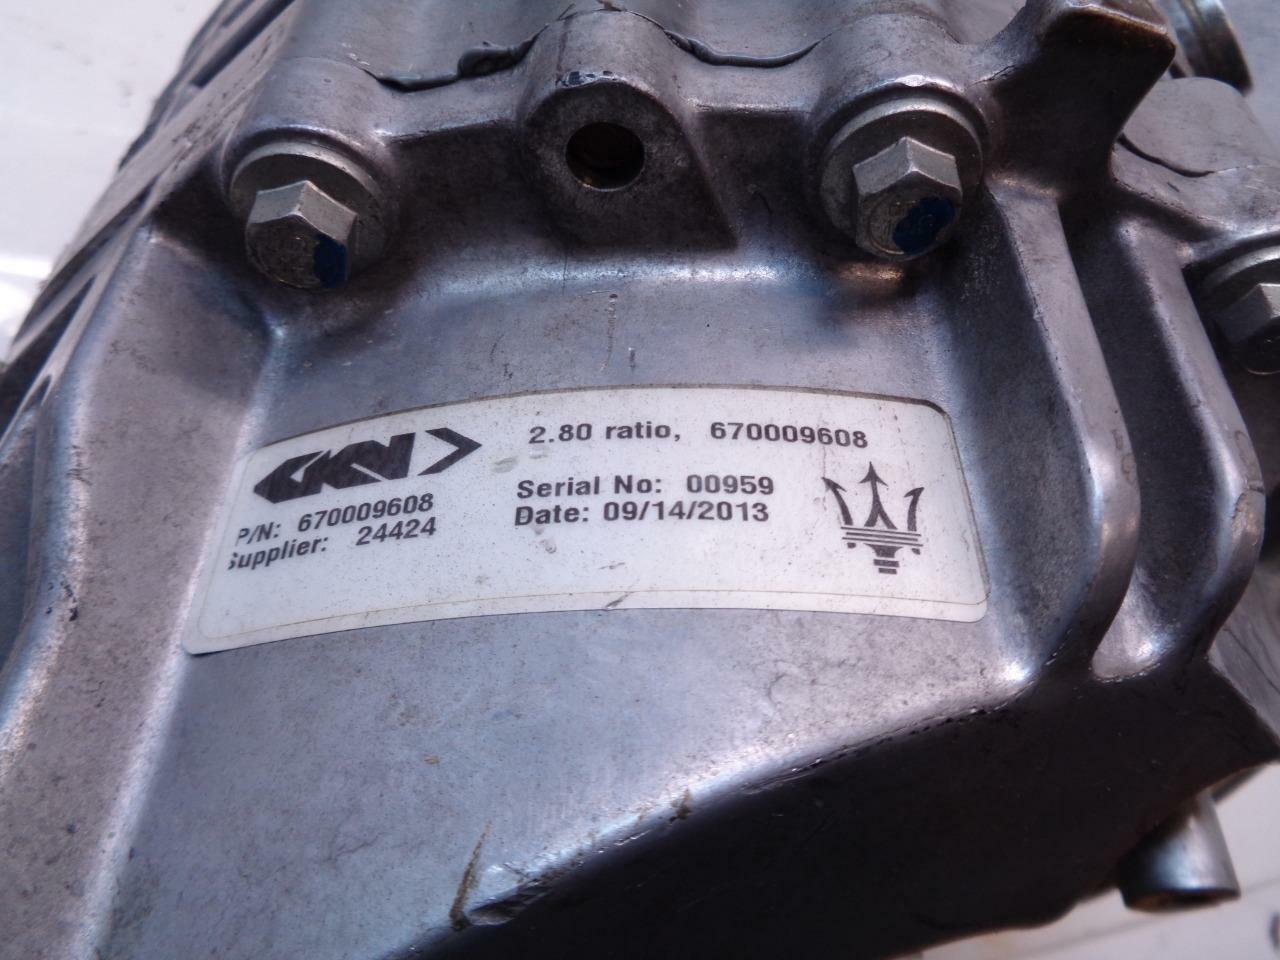 GKN
2.80 ratio, 670009608
P/N: 670009608
Supplier: 24424
Serial No: 00959
Date: 09/14/2013